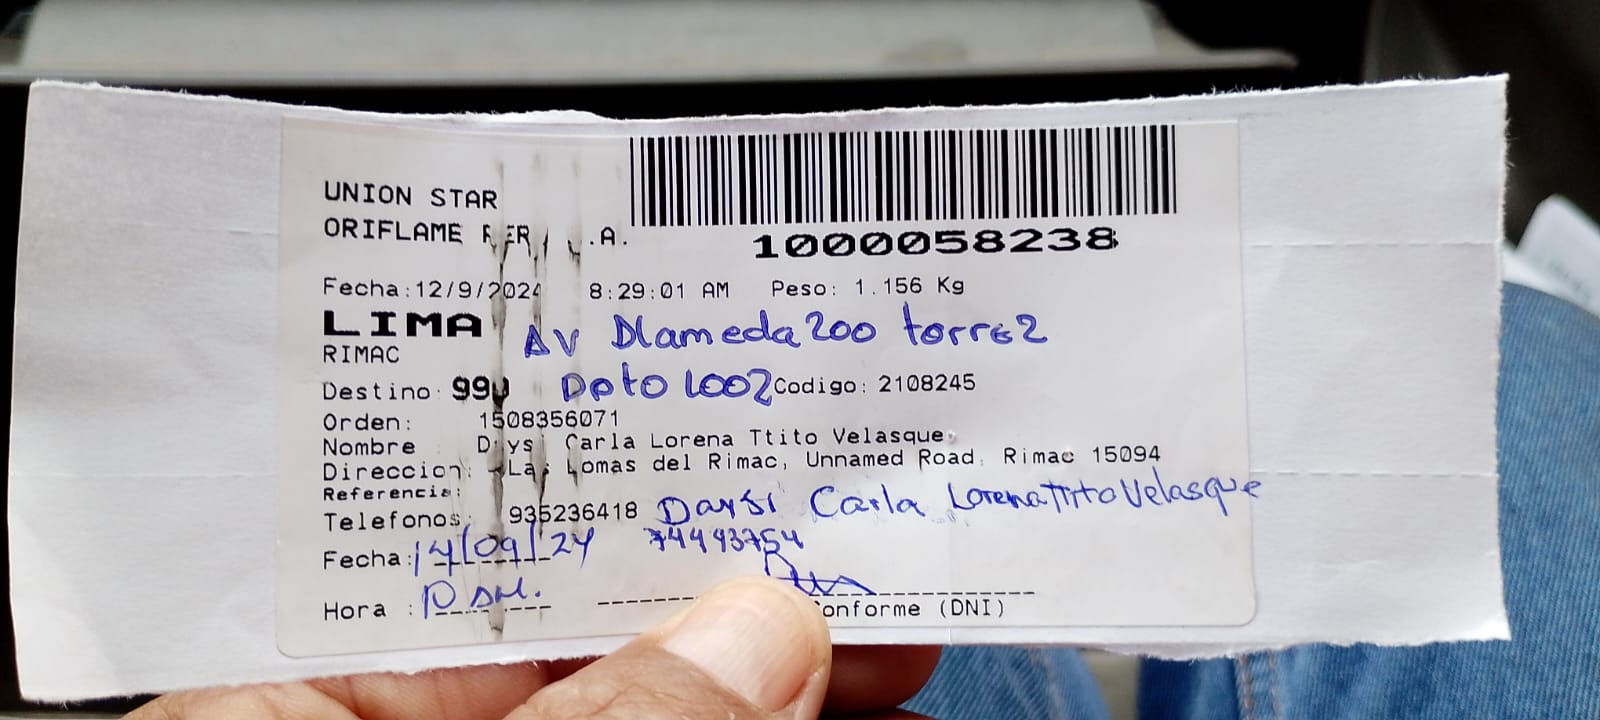 UNION STAR
ORIFLAME PER .A.
1000058238
Fecha:12/9/2024 8:29:01 AM Peso: 1.156 Kg
LIMA AV Dlameda 200 torre 2
RIMAC
Destino: 99 Dpto 1002 Codigo: 2108245
Orden: 1508356071
Nombre Carla Lorena Ttito Velasque
Direccion: Las Lomas del Rimac, Unnamed Road, Rimac 15094
Referencia:
Telefonos: 935236418 Daysi Carla Lorena Ttito Velasque
Fecha: 14/09/24 74493754
Hora :
Conforme (DNI)